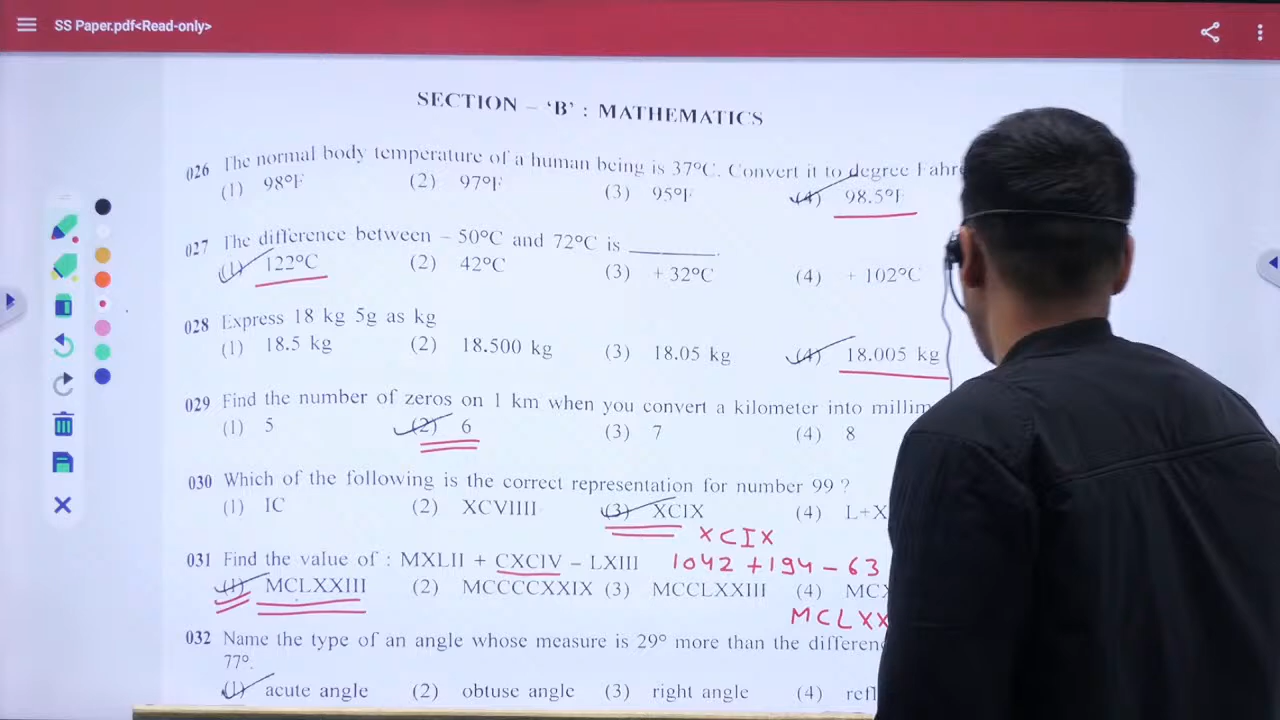 SS Paper.pdf<Read-only>
SECTION – ‘B’ : MATHEMATICS
026 The normal body temperature of a human being is 37°C. Convert it to degree Fahre
(1) 98°F (2) 97°F (3) 95°F (4) 98.5°F
027 The difference between – 50°C and 72°C is ________.
(1) 122°C (2) 42°C (3) + 32°C (4) + 102°C
028 Express 18 kg 5g as kg
(1) 18.5 kg (2) 18.500 kg (3) 18.05 kg (4) 18.005 kg
029 Find the number of zeros on 1 km when you convert a kilometer into millim
(1) 5 (2) 6 (3) 7 (4) 8
030 Which of the following is the correct representation for number 99 ?
(1) IC (2) XCVIIII (3) XCIX (4) L+X
XCIX
031 Find the value of : MXLII + CXCIV – LXIII 1042 + 194 – 63
(1) MCLXXIII (2) MCCCCXXIX (3) MCCLXXIII (4) MCX
MCLXX
032 Name the type of an angle whose measure is 29° more than the differenc
77°.
(1) acute angle (2) obtuse angle (3) right angle (4) refl